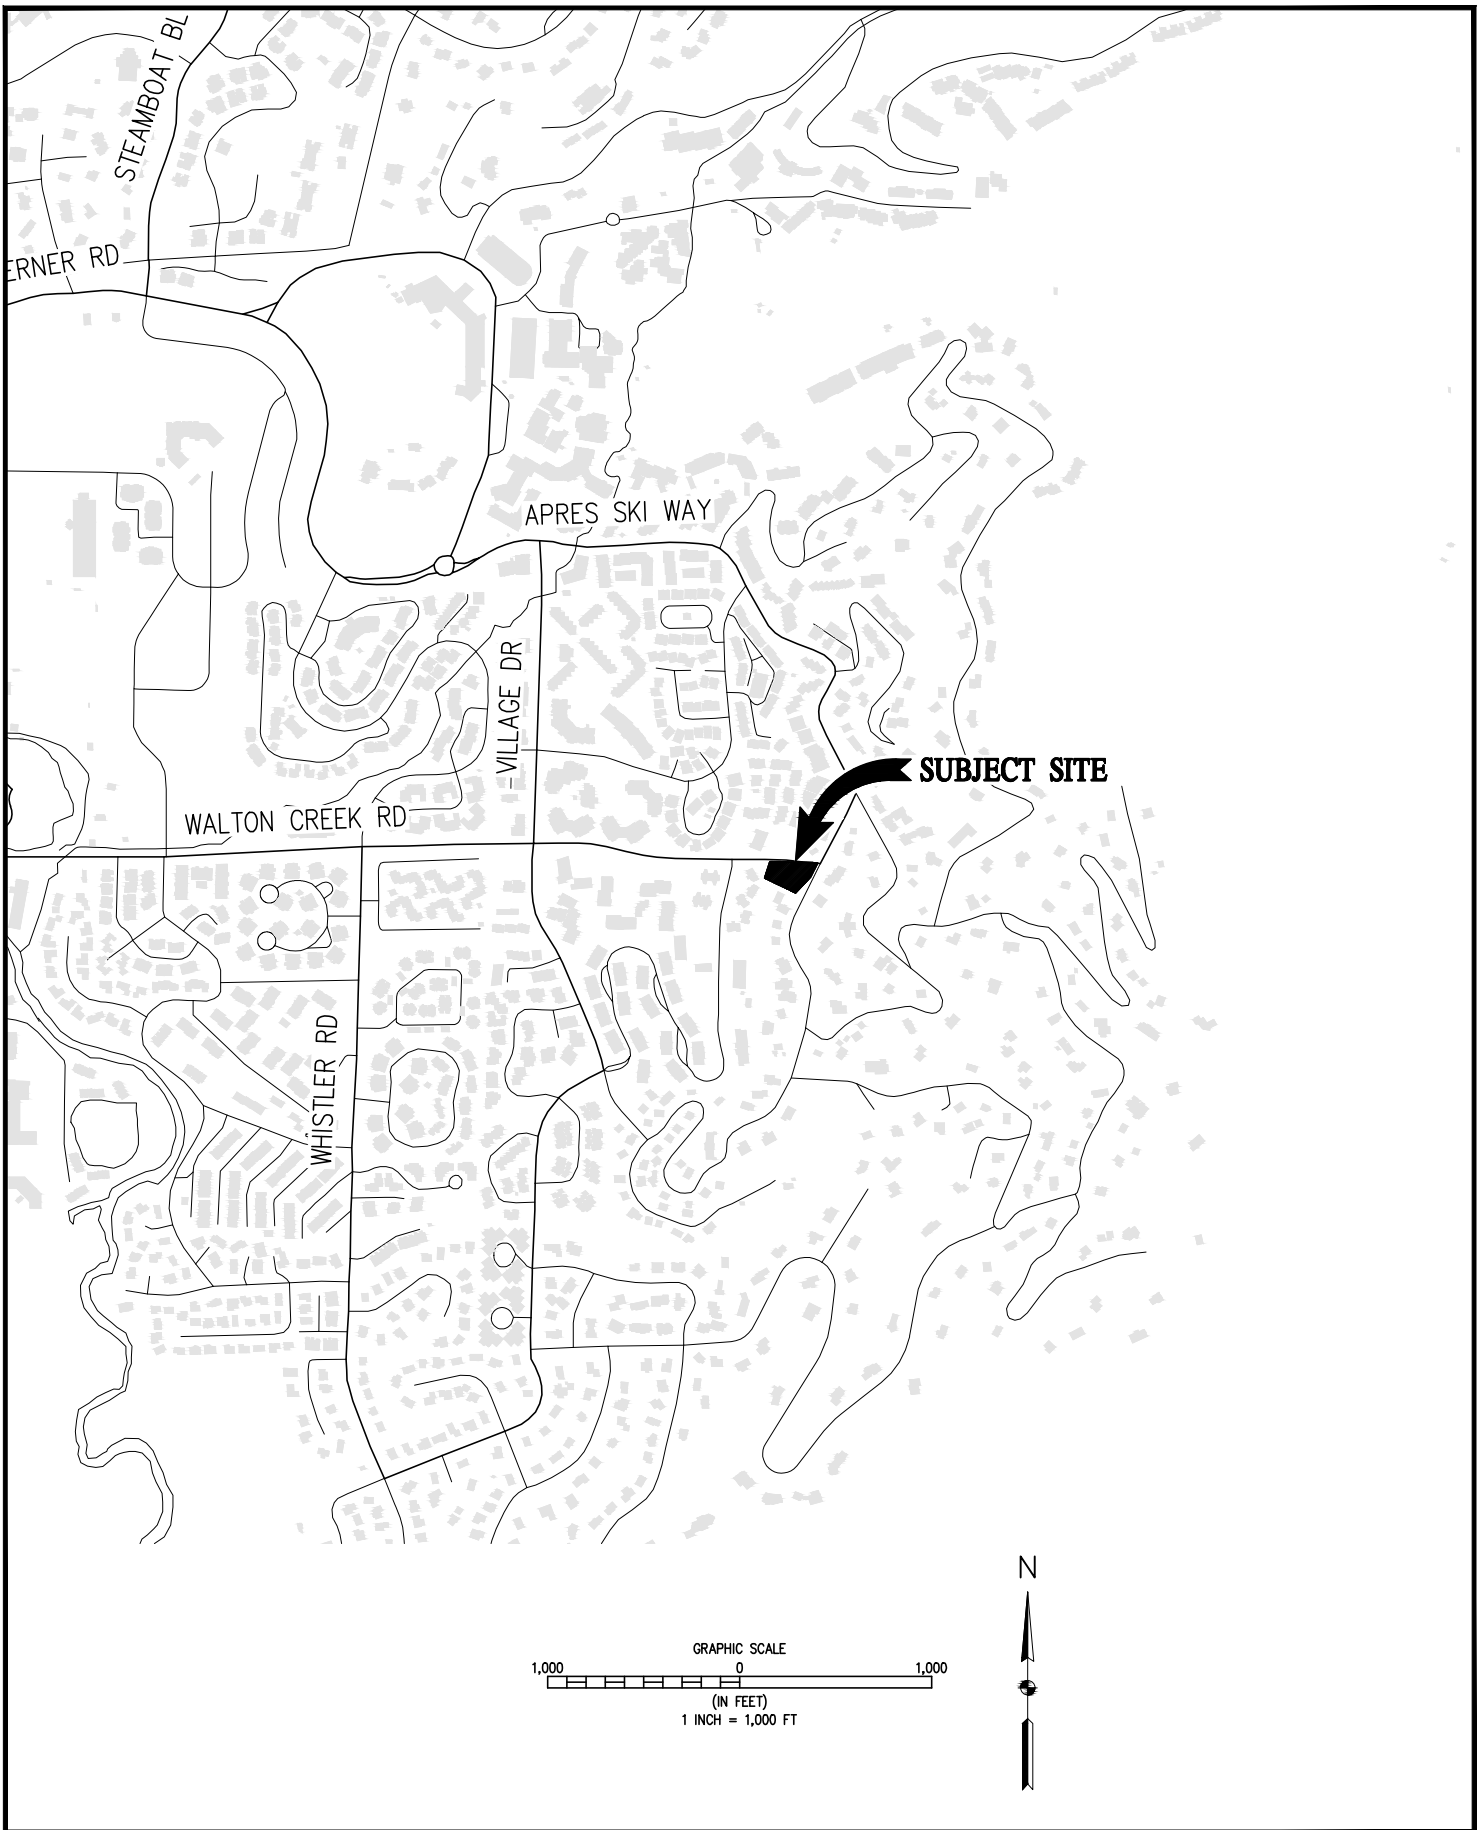 STEAMBOAT BL
ERNER RD
APRES SKI WAY
VILLAGE DR
SUBJECT SITE
WALTON CREEK RD
WHISTLER RD
N
GRAPHIC SCALE
1,000 0 1,000
(IN FEET)
1 INCH = 1,000 FT